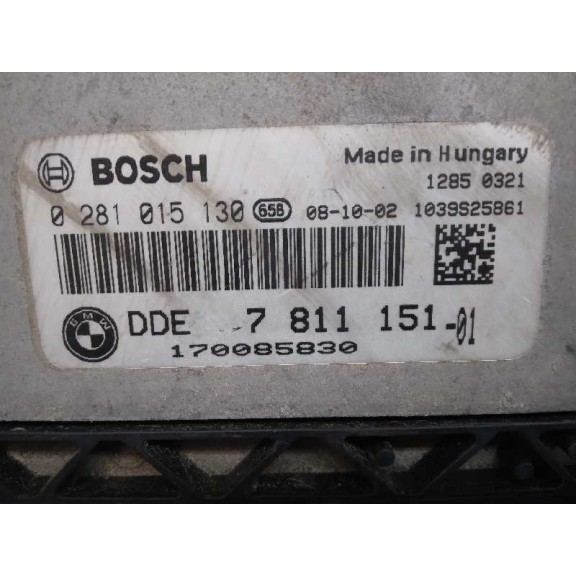 BOSCH Made in Hungary
1285 0321
0 281 015 130 658 08-10-02 1039S25861
BMW DDE 7 811 151-01
170085830